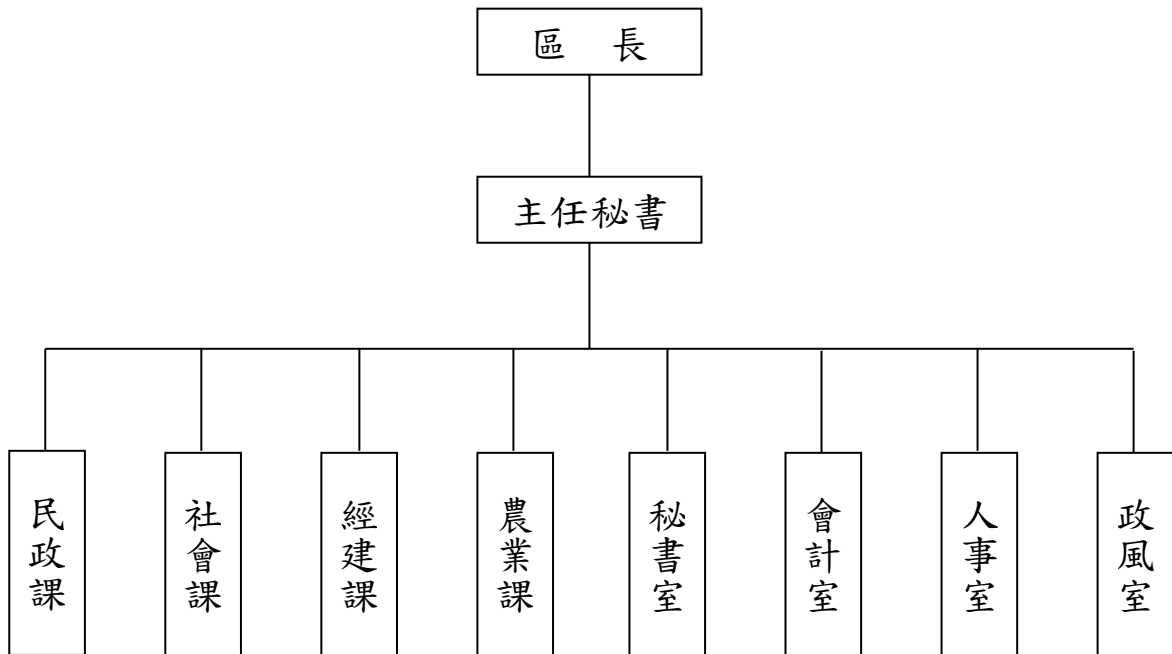 區 長
主任秘書
民政課
社會課
經建課
農業課
秘書室
會計室
人事室
政風室